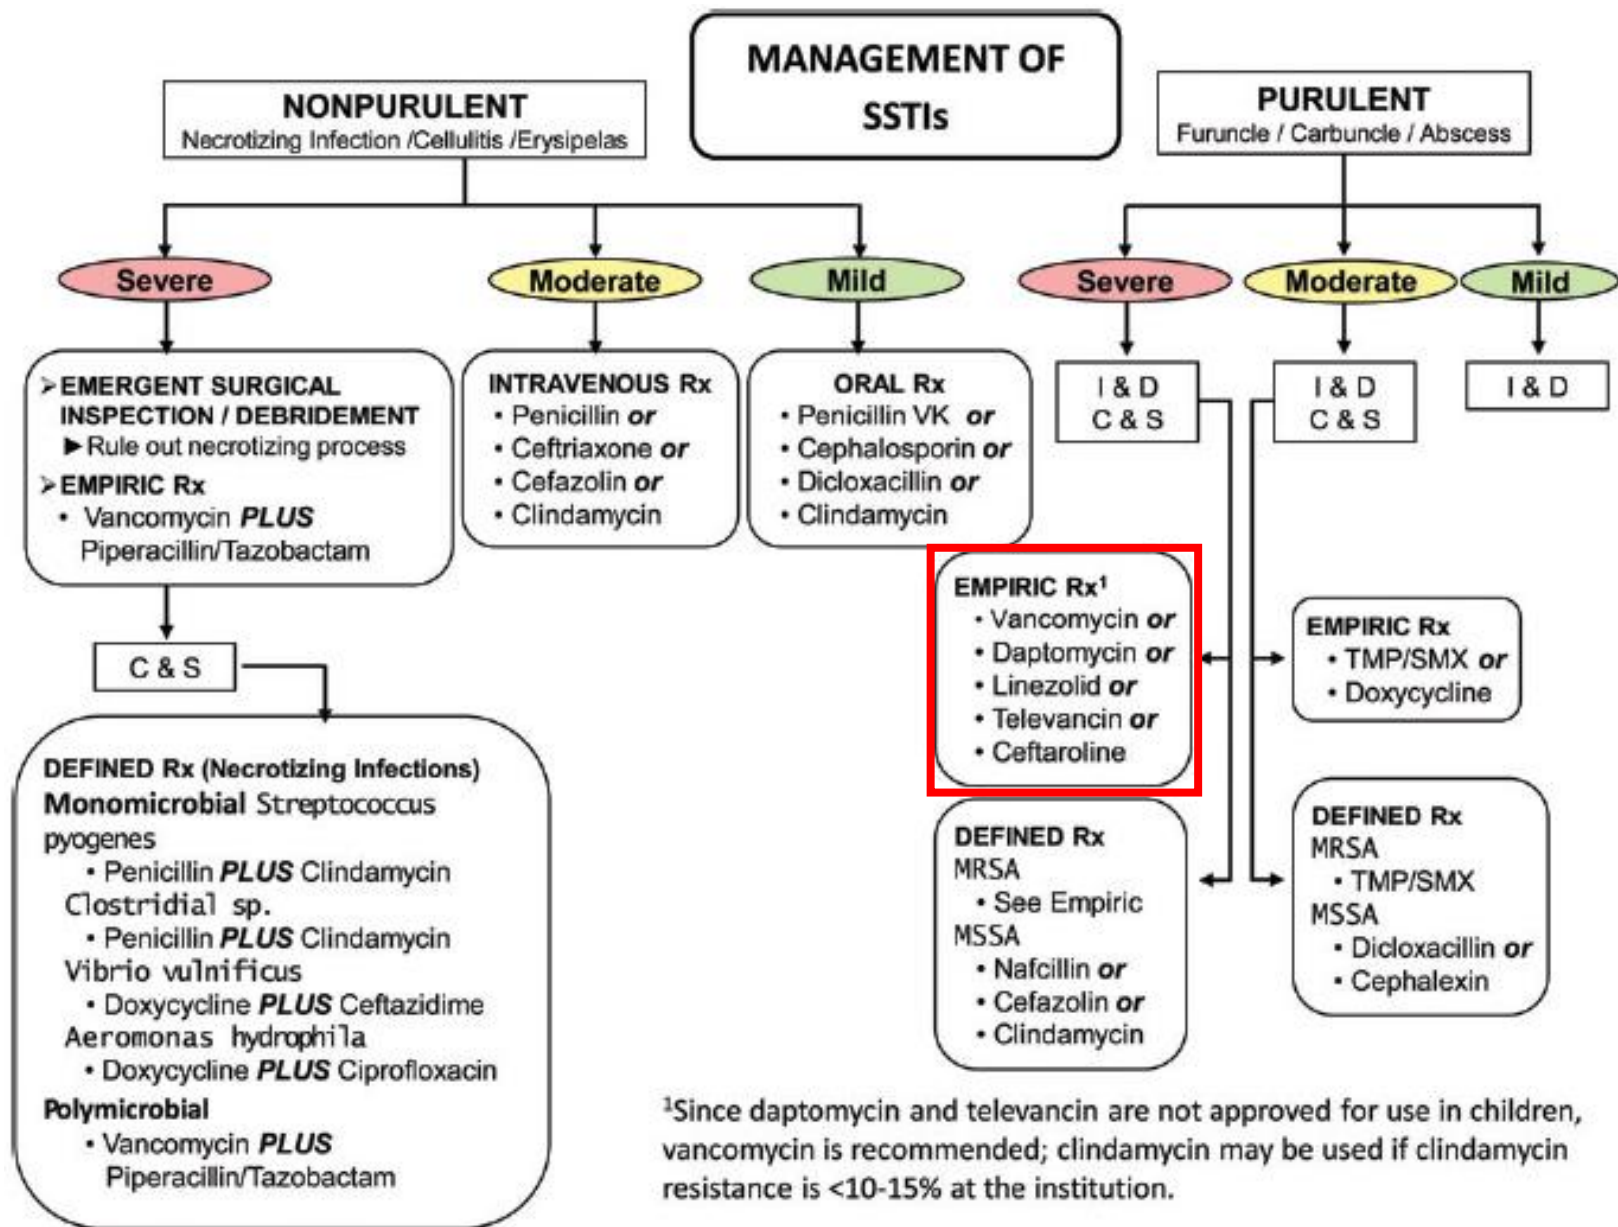 MANAGEMENT OF
SSTIs
NONPURULENT
Necrotizing Infection /Cellulitis /Erysipelas
Severe
Moderate
Mild
➢EMERGENT SURGICAL
INSPECTION / DEBRIDEMENT
►Rule out necrotizing process
➢EMPIRIC Rx
• Vancomycin PLUS
Piperacillin/Tazobactam
C & S
DEFINED Rx (Necrotizing Infections)
Monomicrobial Streptococcus
pyogenes
• Penicillin PLUS Clindamycin
Clostridial sp.
• Penicillin PLUS Clindamycin
Vibrio vulnificus
• Doxycycline PLUS Ceftazidime
Aeromonas hydrophila
• Doxycycline PLUS Ciprofloxacin
Polymicrobial
• Vancomycin PLUS
Piperacillin/Tazobactam
INTRAVENOUS Rx
• Penicillin or
• Ceftriaxone or
• Cefazolin or
• Clindamycin
ORAL Rx
• Penicillin VK or
• Cephalosporin or
• Dicloxacillin or
• Clindamycin
PURULENT
Furuncle / Carbuncle / Abscess
Severe
Moderate
Mild
I & D
C & S
I & D
C & S
I & D
EMPIRIC Rx¹
• Vancomycin or
• Daptomycin or
• Linezolid or
• Televancin or
• Ceftaroline
EMPIRIC Rx
• TMP/SMX or
• Doxycycline
DEFINED Rx
MRSA
• See Empiric
MSSA
• Nafcillin or
• Cefazolin or
• Clindamycin
DEFINED Rx
MRSA
• TMP/SMX
MSSA
• Dicloxacillin or
• Cephalexin
¹Since daptomycin and televancin are not approved for use in children,
vancomycin is recommended; clindamycin may be used if clindamycin
resistance is <10-15% at the institution.